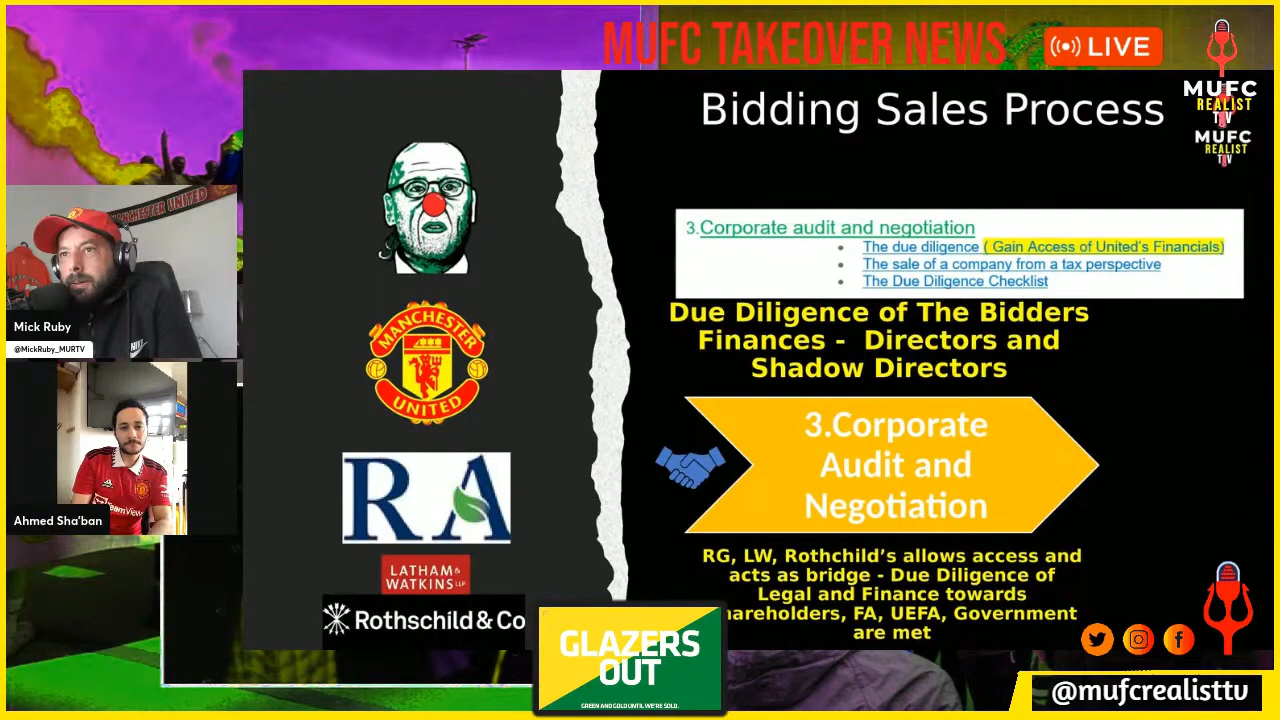 MUFC TAKEOVER NEWS
LIVE
MUFC
REALIST
TV
MUFC
REALIST
TV
Bidding Sales Process
MANCHESTER UNITED
Mick Ruby
@MickRuby_MURTV
Ahmed Sha'ban
MANCHESTER
UNITED
RA
LATHAM&
WATKINS LLP
Rothschild & Co
3.Corporate audit and negotiation
• The due diligence ( Gain Access of United's Financials)
• The sale of a company from a tax perspective
• The Due Diligence Checklist
Due Diligence of The Bidders
Finances - Directors and
Shadow Directors
3.Corporate
Audit and
Negotiation
RG, LW, Rothchild's allows access and
acts as bridge - Due Diligence of
Legal and Finance towards
hareholders, FA, UEFA, Government
are met
GLAZERS
OUT
GREEN AND GOLD UNTIL WE'RE SOLD.
@mufcrealisttv